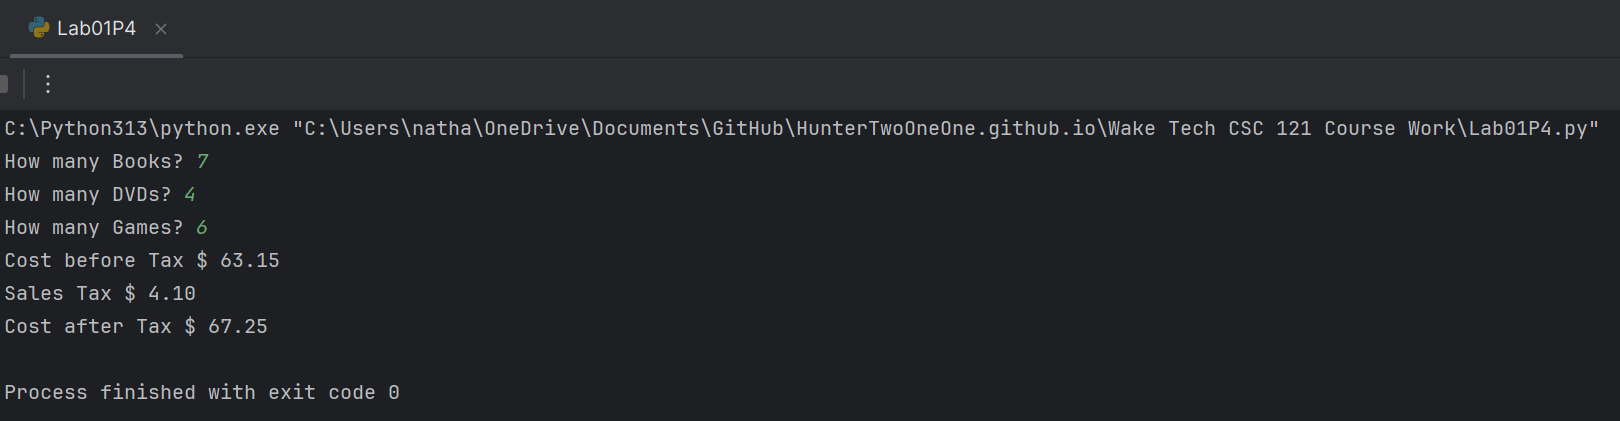 Lab01P4
C:\Python313\python.exe "C:\Users\natha\OneDrive\Documents\GitHub\HunterTwoOneOne.github.io\Wake Tech CSC 121 Course Work\Lab01P4.py"
How many Books? 7
How many DVDs? 4
How many Games? 6
Cost before Tax $ 63.15
Sales Tax $ 4.10
Cost after Tax $ 67.25
Process finished with exit code 0